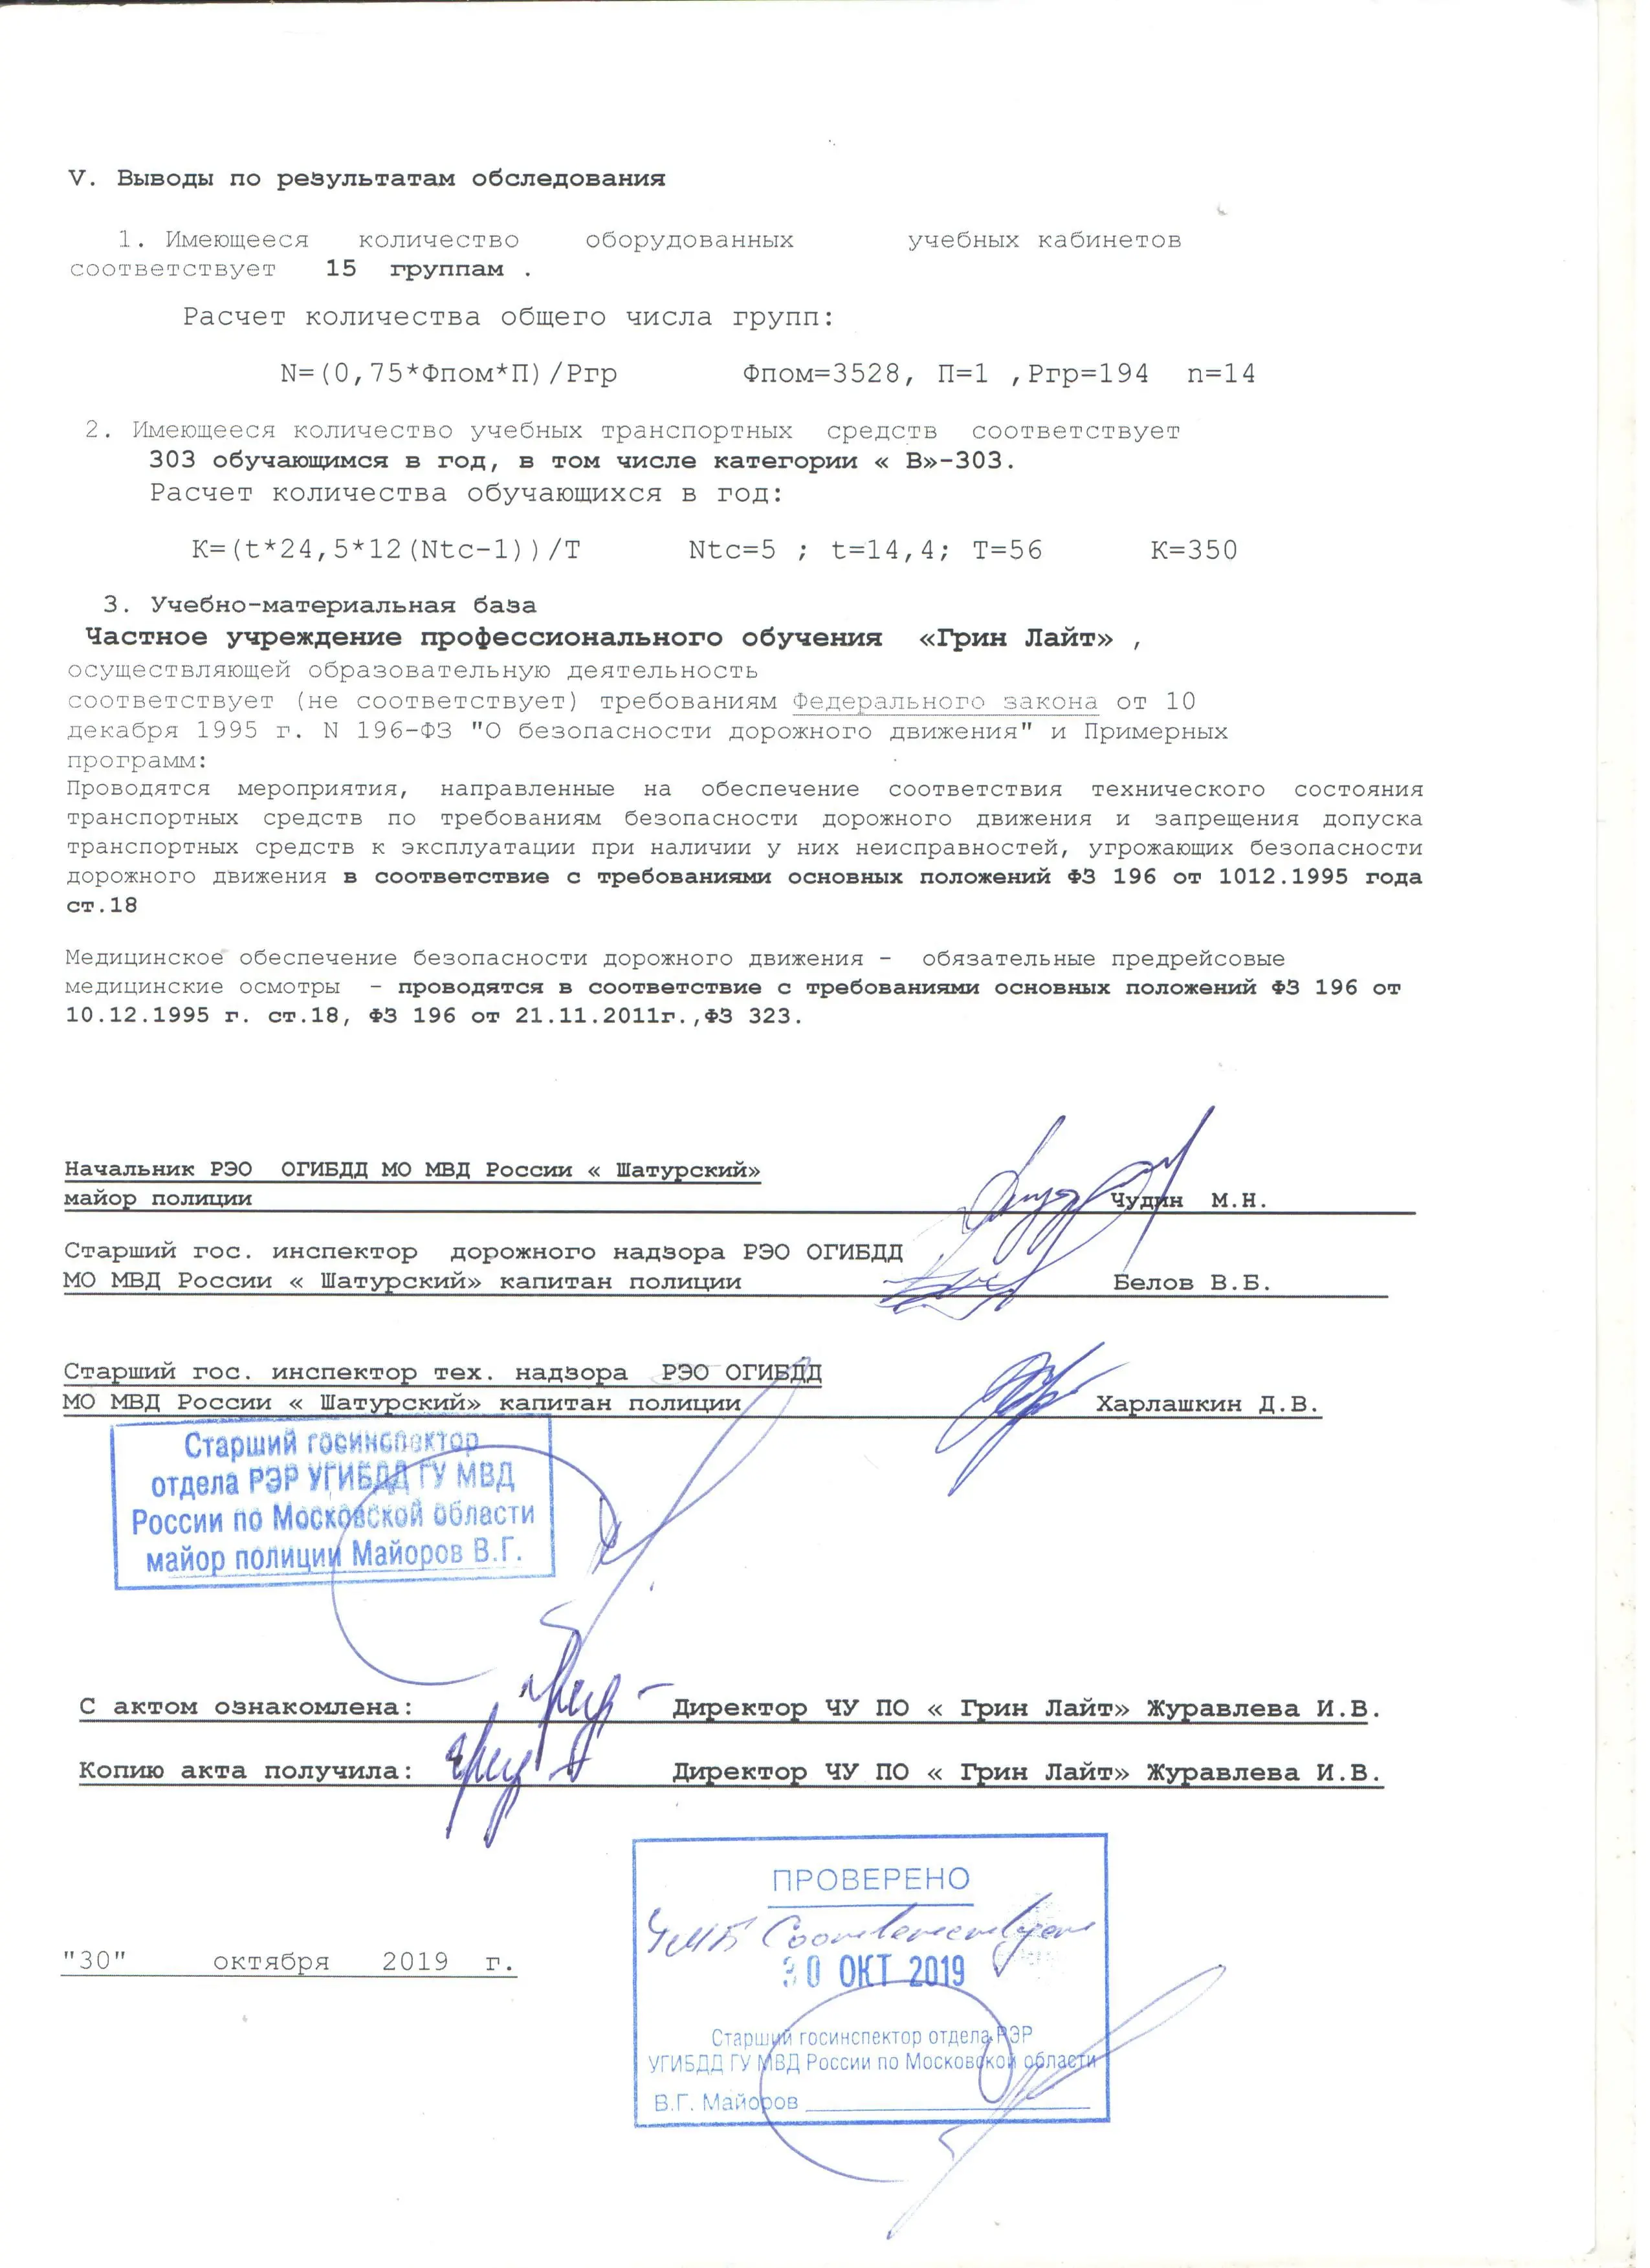 V. Выводы по результатам обследования
1. Имеющееся количество оборудованных учебных кабинетов
соответствует 15 группам .
Расчет количества общего числа групп:
N=(0,75*Фпом*П)/Ргр Фпом=3528, П=1 ,Ргр=194 n=14
2. Имеющееся количество учебных транспортных средств соответствует
303 обучающимся в год, в том числе категории « В»-303.
Расчет количества обучающихся в год:
К=(t*24,5*12(Ntc-1))/T Ntc=5 ; t=14,4; T=56 К=350
3. Учебно-материальная база
Частное учреждение профессионального обучения «Грин Лайт» ,
осуществляющей образовательную деятельность
соответствует (не соответствует) требованиям Федерального закона от 10
декабря 1995 г. N 196-ФЗ "О безопасности дорожного движения" и Примерных
программ:
Проводятся мероприятия, направленные на обеспечение соответствия технического состояния
транспортных средств по требованиям безопасности дорожного движения и запрещения допуска
транспортных средств к эксплуатации при наличии у них неисправностей, угрожающих безопасности
дорожного движения в соответствие с требованиями основных положений ФЗ 196 от 1012.1995 года
ст.18
Медицинское обеспечение безопасности дорожного движения - обязательные предрейсовые
медицинские осмотры - проводятся в соответствие с требованиями основных положений ФЗ 196 от
10.12.1995 г. ст.18, ФЗ 196 от 21.11.2011г.,ФЗ 323.
Начальник РЭО ОГИБДД МО МВД России « Шатурский»
майор полиции Чудин М.Н.
Старший гос. инспектор дорожного надзора РЭО ОГИБДД
МО МВД России « Шатурский» капитан полиции Белов В.Б.
Старший гос. инспектор тех. надзора РЭО ОГИБДД
МО МВД России « Шатурский» капитан полиции Харлашкин Д.В.
Старший госинспектор
отдела РЭР УГИБДД ГУ МВД
России по Московской области
майор полиции Майоров В.Г.
С актом ознакомлена: Директор ЧУ ПО « Грин Лайт» Журавлева И.В.
Копию акта получила: Директор ЧУ ПО « Грин Лайт» Журавлева И.В.
ПРОВЕРЕНО
УМБ Соответствует
"30" октября 2019 г.
30 ОКТ 2019
Старший госинспектор отдела РЭР
УГИБДД ГУ МВД России по Московской области
В.Г. Майоров